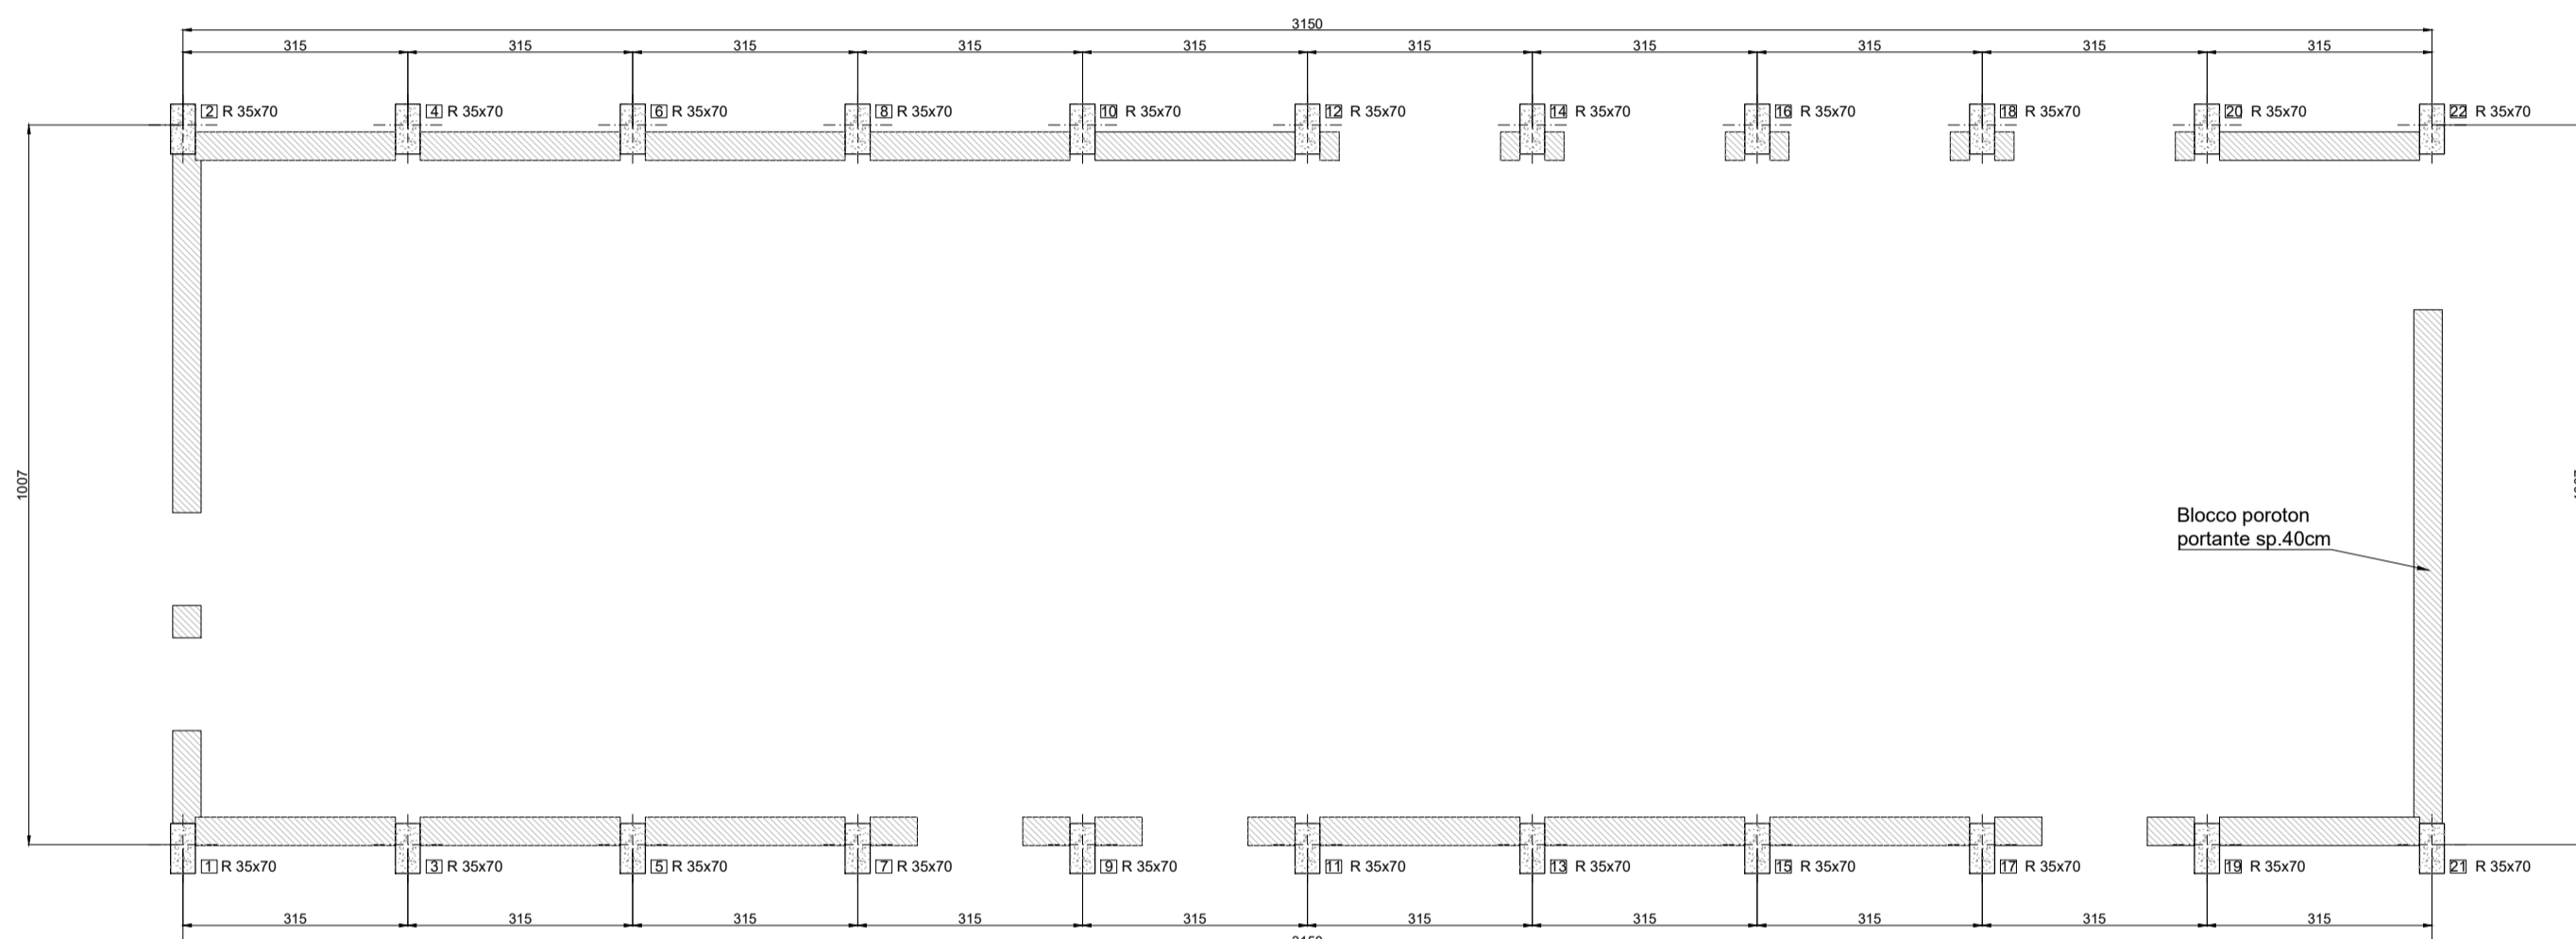 3150
315 315 315 315 315 315 315 315 315 315
2 R 35x70 4 R 35x70 6 R 35x70 8 R 35x70 10 R 35x70 12 R 35x70 14 R 35x70 16 R 35x70 18 R 35x70 20 R 35x70 22 R 35x70
1007
Blocco poroton
portante sp.40cm
1 R 35x70 3 R 35x70 5 R 35x70 7 R 35x70 9 R 35x70 11 R 35x70 13 R 35x70 15 R 35x70 17 R 35x70 19 R 35x70 21 R 35x70
315 315 315 315 315 315 315 315 315 315